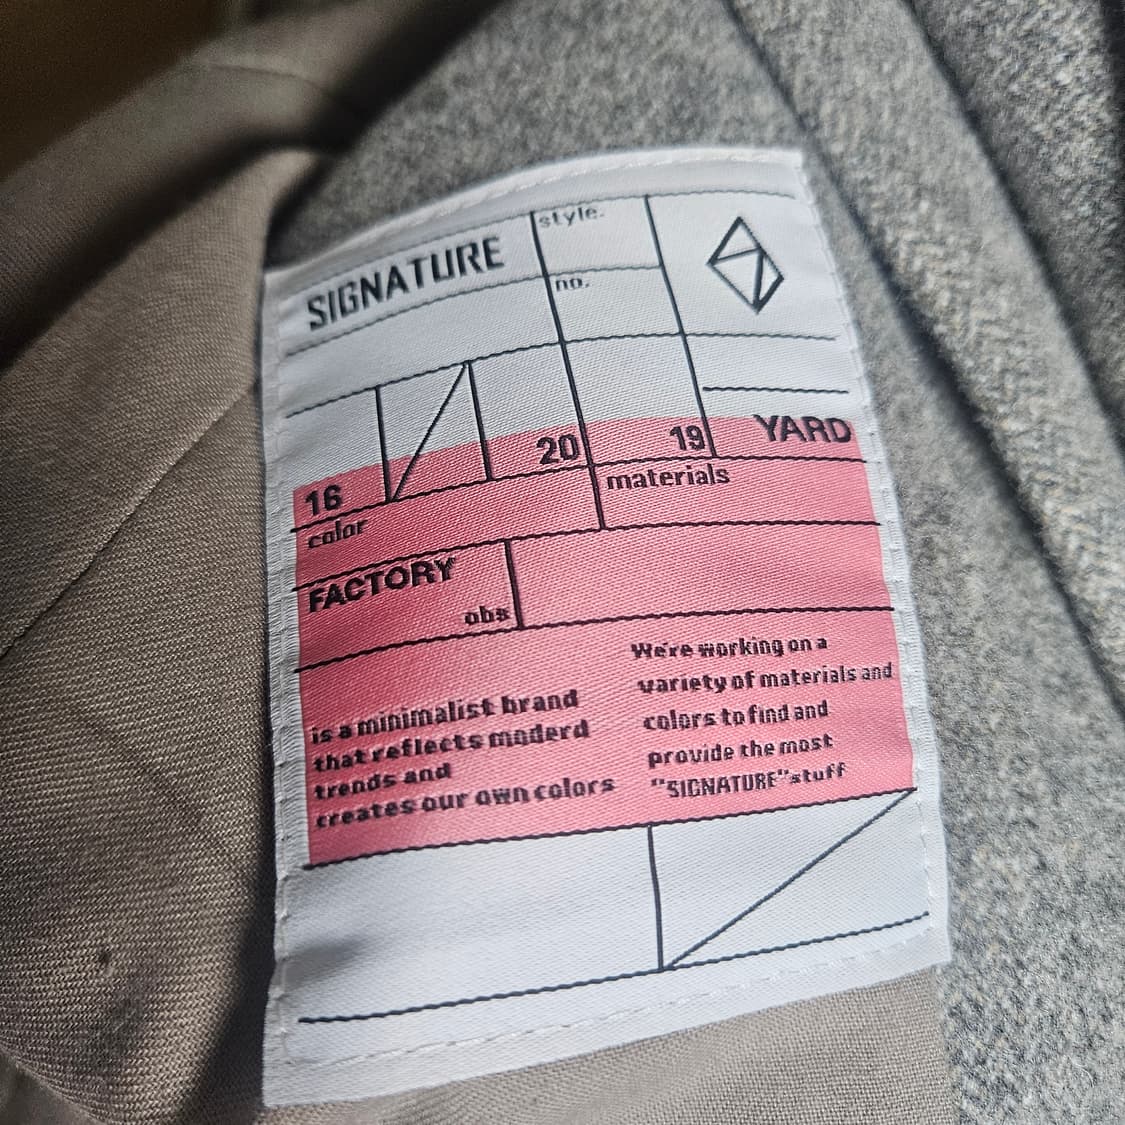 SIGNATURE
style.
no.
16
20
19
YARD
color
materials
FACTORY
obs
is a minimalist brand
that reflects moderd
trends and
creates our own colors
We're working on a
variety of materials and
colors to find and
provide the most
"SIGNATURE" stuff